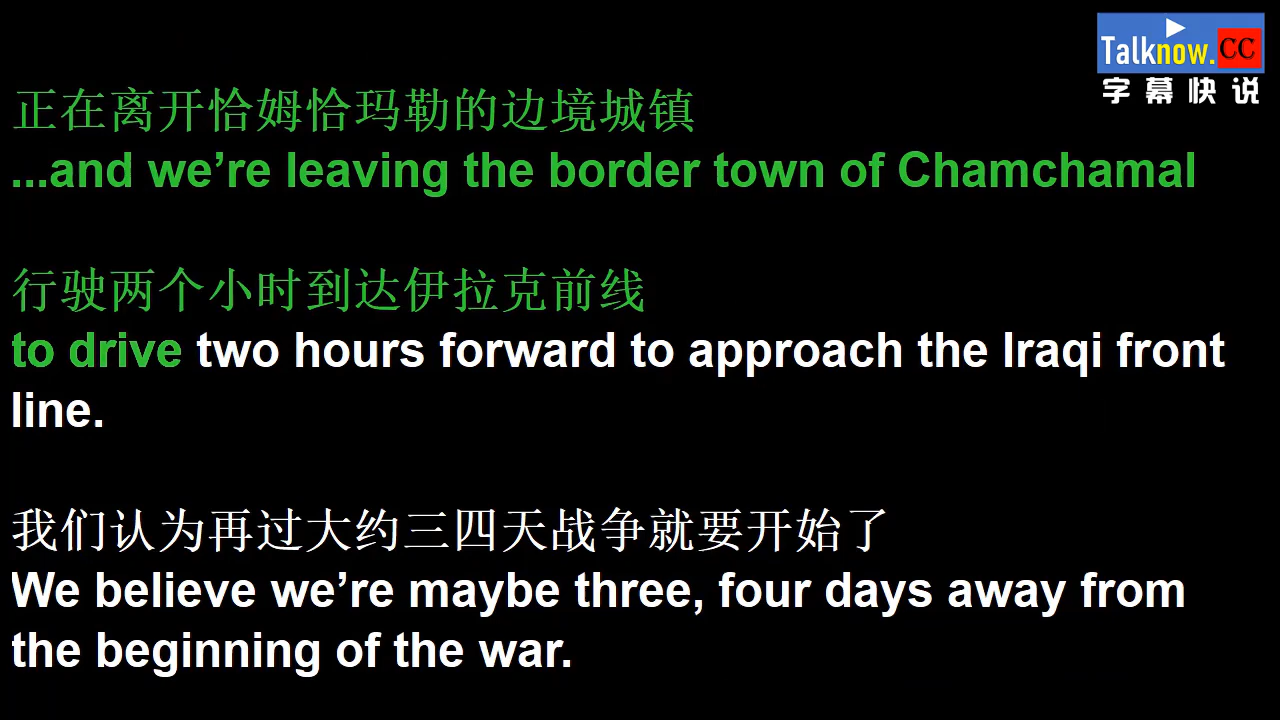 Talknow.CC
字幕快说
正在离开恰姆恰玛勒的边境城镇
...and we’re leaving the border town of Chamchamal
行驶两个小时到达伊拉克前线
to drive two hours forward to approach the Iraqi front
line.
我们认为再过大约三四天战争就要开始了
We believe we’re maybe three, four days away from
the beginning of the war.